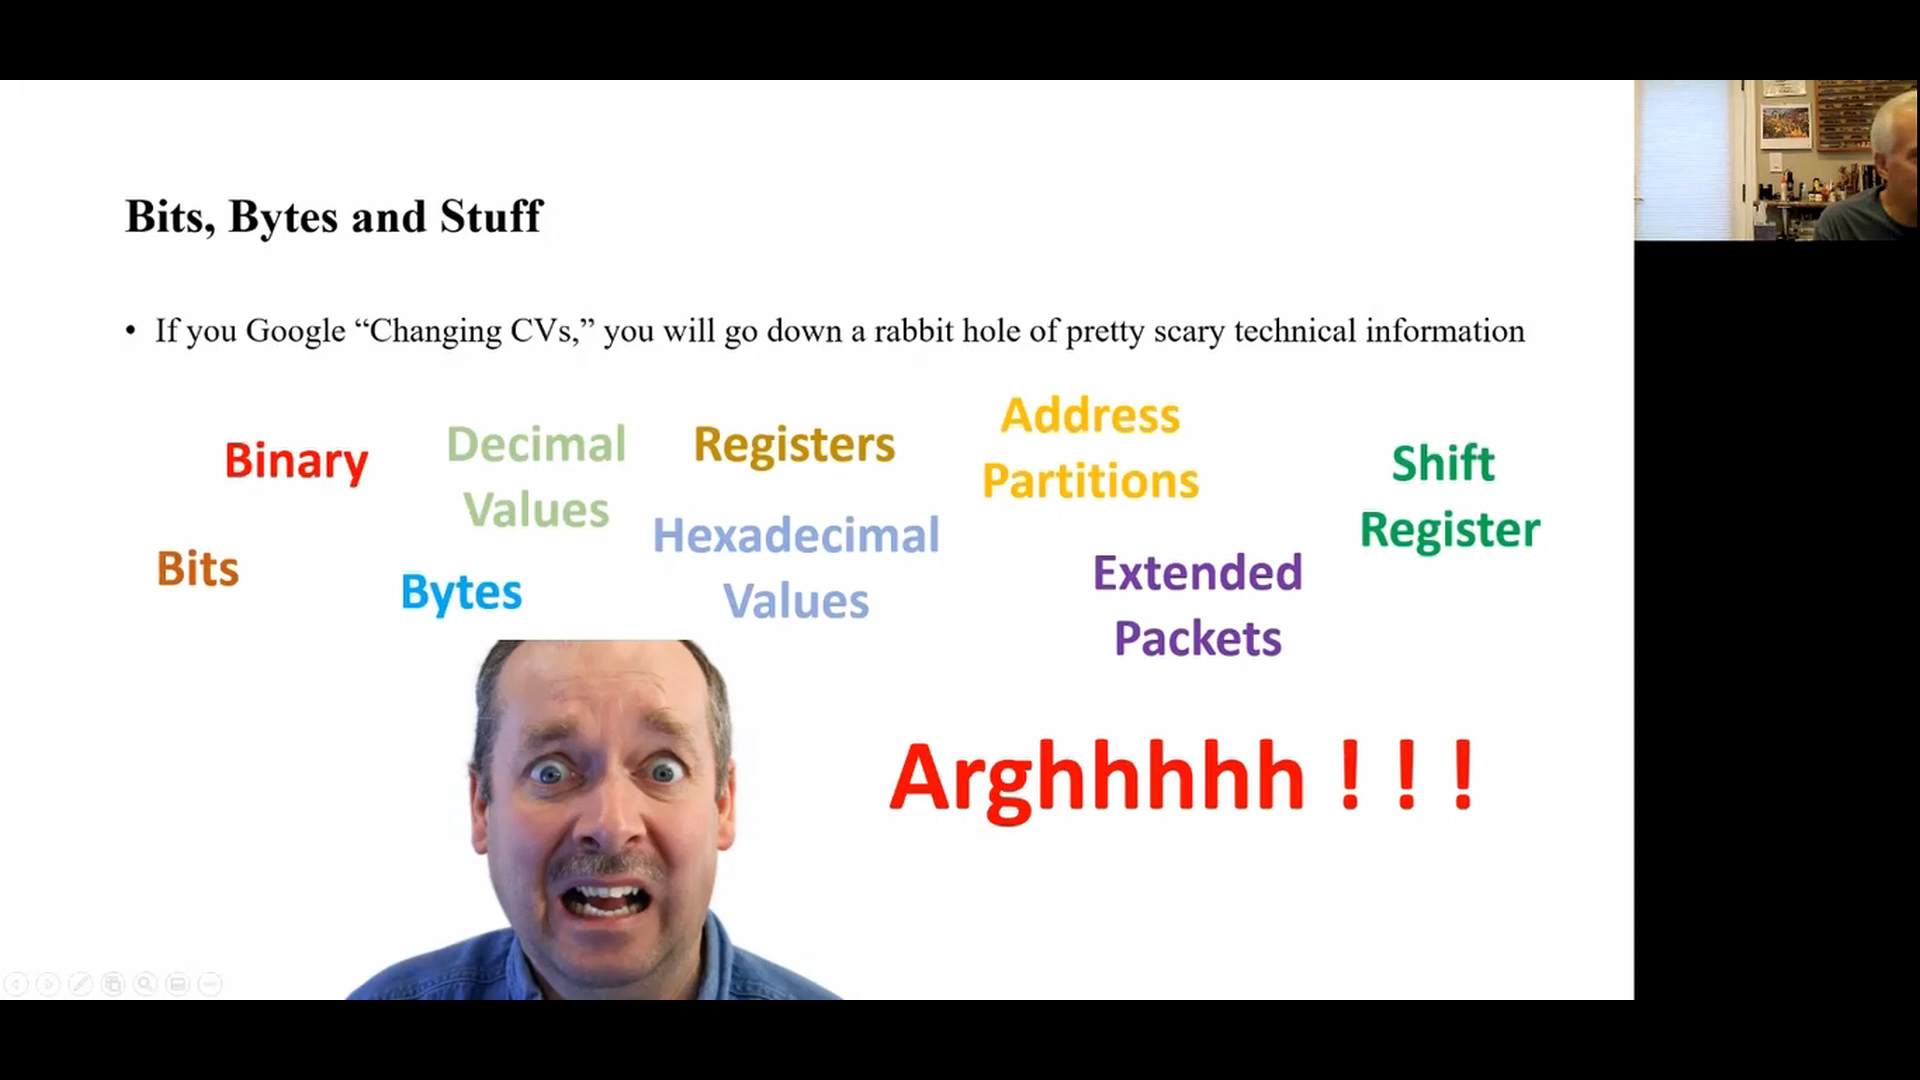 Bits, Bytes and Stuff
• If you Google “Changing CVs,” you will go down a rabbit hole of pretty scary technical information
Binary
Decimal
Values
Registers
Address
Partitions
Shift
Register
Bits
Bytes
Hexadecimal
Values
Extended
Packets
Arghhhhh ! ! !